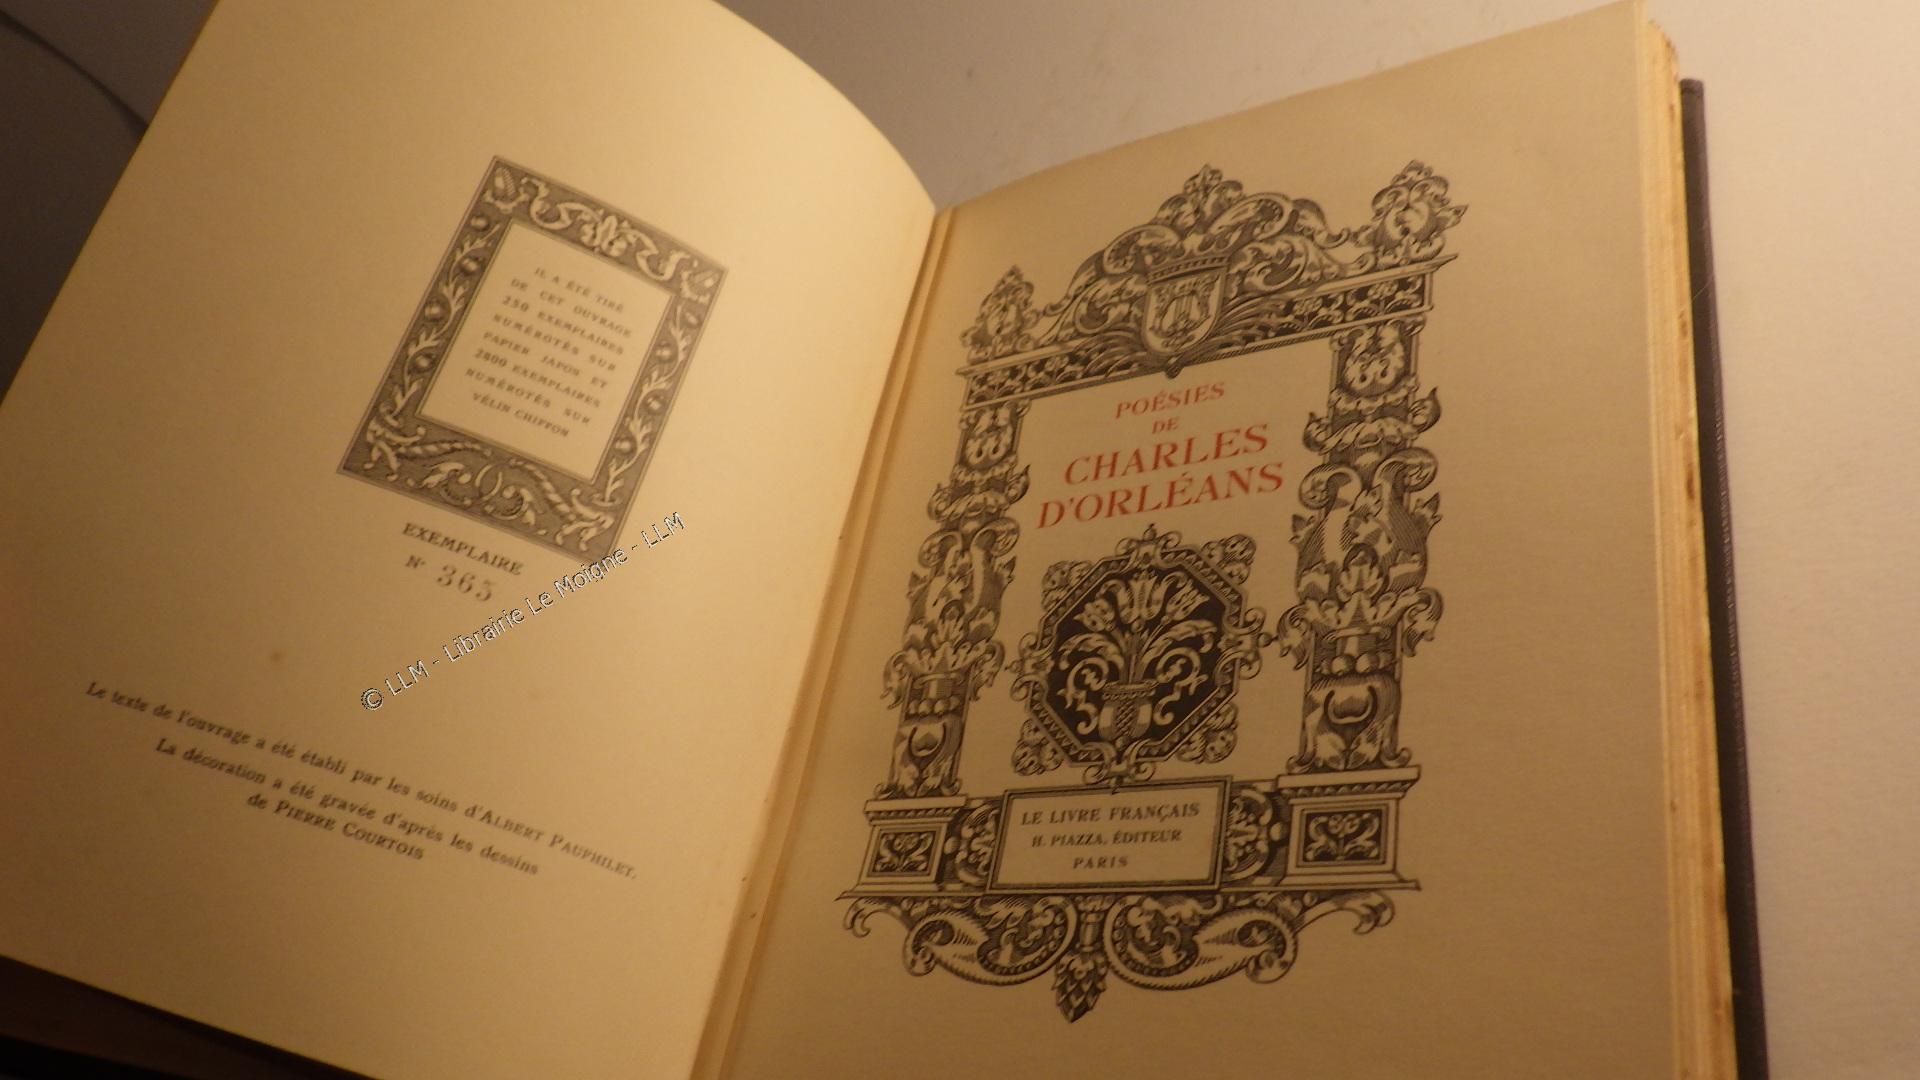 IL A ÉTÉ TIRÉ
DE CET OUVRAGE
250 EXEMPLAIRES
NUMÉROTÉS SUR
PAPIER JAPON ET
2800 EXEMPLAIRES
NUMÉROTÉS SUR
VÉLIN CHIFFON
EXEMPLAIRE
N° 365
Le texte de l'ouvrage a été établi par les soins d'ALBERT PAUPHILET.
La décoration a été gravée d'après les dessins
de PIERRE COURTOIS
© LLM - Librairie Le Moigne - LLM
POÉSIES
DE
CHARLES
D'ORLÉANS
LE LIVRE FRANÇAIS
H. PIAZZA, ÉDITEUR
PARIS